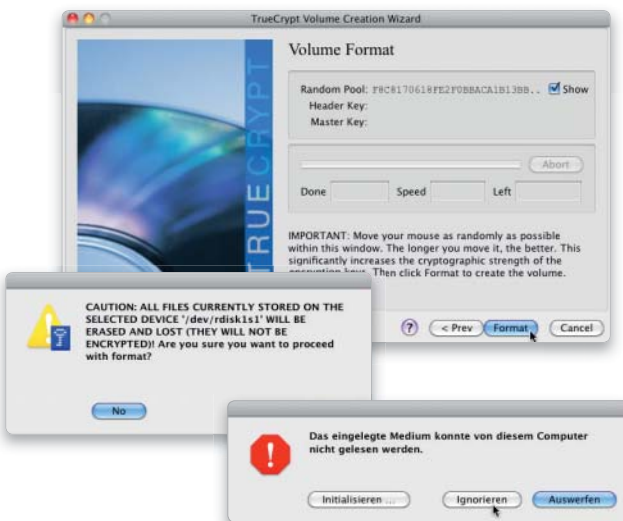 TrueCrypt Volume Creation Wizard
TRUECRYPT
Volume Format
Random Pool: F8C8170618FE2F0BBACA1B13BB.. Show
Header Key:
Master Key:
Abort
Done Speed Left
IMPORTANT: Move your mouse as randomly as possible
within this window. The longer you move it, the better. This
significantly increases the cryptographic strength of the
encryption keys. Then click Format to create the volume.
? < Prev Format Cancel
CAUTION: ALL FILES CURRENTLY STORED ON THE
SELECTED DEVICE '/dev/rdisk1s1' WILL BE
ERASED AND LOST (THEY WILL NOT BE
ENCRYPTED)! Are you sure you want to proceed
with format?
No
Das eingelegte Medium konnte von diesem Computer
nicht gelesen werden.
Initialisieren ... Ignorieren Auswerfen